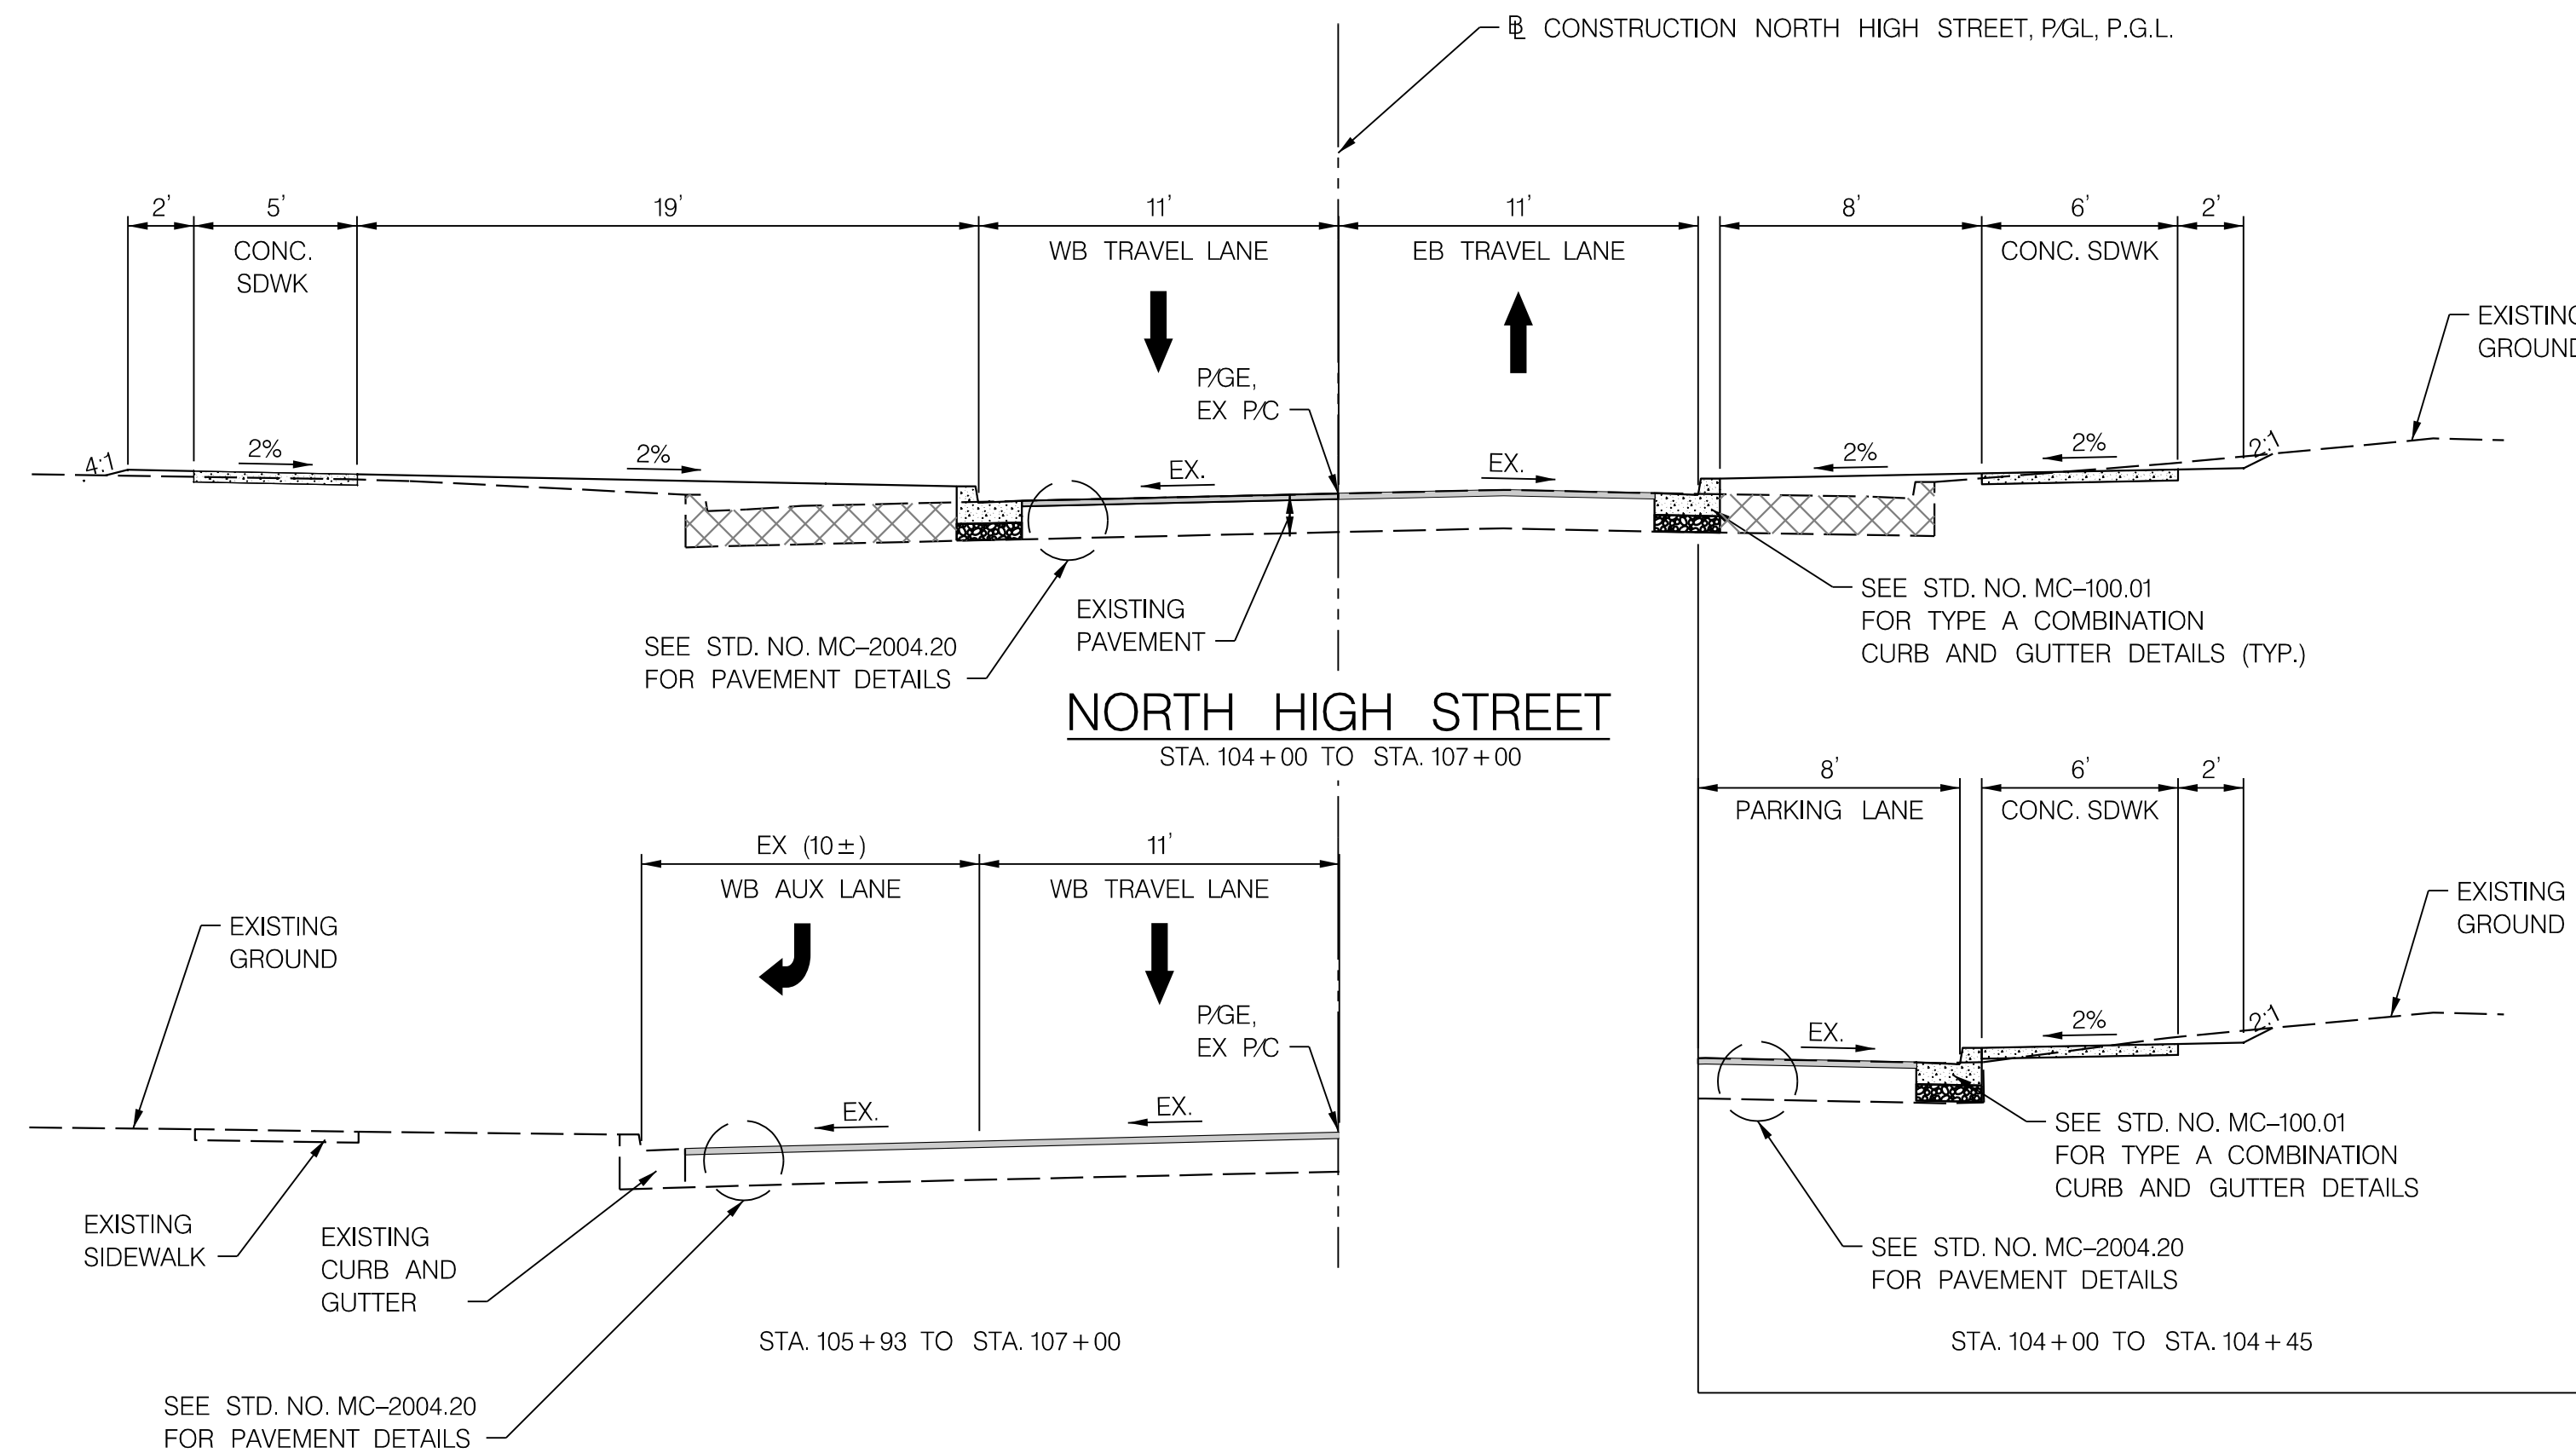 ℄ CONSTRUCTION NORTH HIGH STREET, P/GL, P.G.L.
2' 5' 19' 11' 11' 8' 6' 2'
CONC.
SDWK
WB TRAVEL LANE
EB TRAVEL LANE
CONC. SDWK
EXISTING
GROUND
P/GE,
EX P/C
4:1
2%
2%
EX.
EX.
2%
2%
2:1
EXISTING
PAVEMENT
SEE STD. NO. MC-2004.20
FOR PAVEMENT DETAILS
SEE STD. NO. MC-100.01
FOR TYPE A COMBINATION
CURB AND GUTTER DETAILS (TYP.)
NORTH HIGH STREET
STA. 104+00 TO STA. 107+00
EX (10±) 11'
WB AUX LANE
WB TRAVEL LANE
EXISTING
GROUND
P/GE,
EX P/C
EX.
EX.
EXISTING
SIDEWALK
EXISTING
CURB AND
GUTTER
STA. 105+93 TO STA. 107+00
SEE STD. NO. MC-2004.20
FOR PAVEMENT DETAILS
8' 6' 2'
PARKING LANE
CONC. SDWK
EXISTING
GROUND
EX.
2%
2:1
SEE STD. NO. MC-100.01
FOR TYPE A COMBINATION
CURB AND GUTTER DETAILS
SEE STD. NO. MC-2004.20
FOR PAVEMENT DETAILS
STA. 104+00 TO STA. 104+45